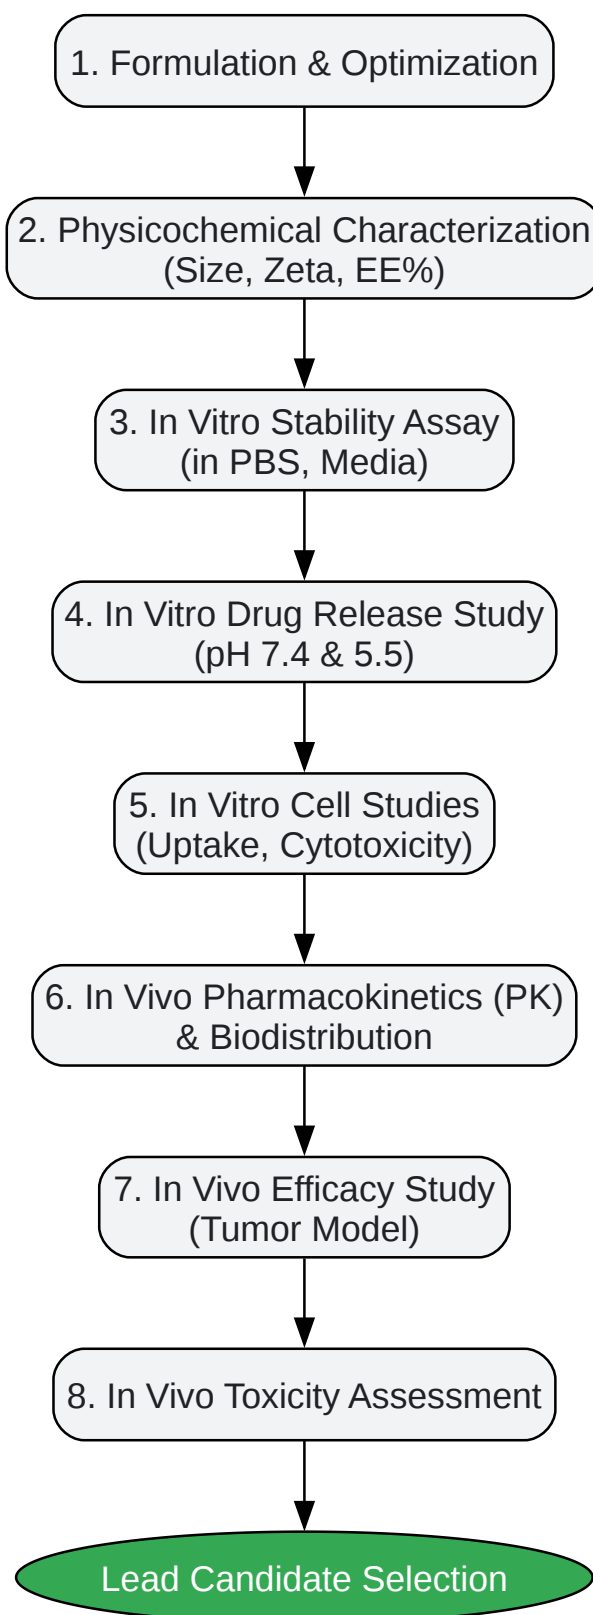 1. Formulation & Optimization
2. Physicochemical Characterization
(Size, Zeta, EE%)
3. In Vitro Stability Assay
(in PBS, Media)
4. In Vitro Drug Release Study
(pH 7.4 & 5.5)
5. In Vitro Cell Studies
(Uptake, Cytotoxicity)
6. In Vivo Pharmacokinetics (PK)
& Biodistribution
7. In Vivo Efficacy Study
(Tumor Model)
8. In Vivo Toxicity Assessment
Lead Candidate Selection